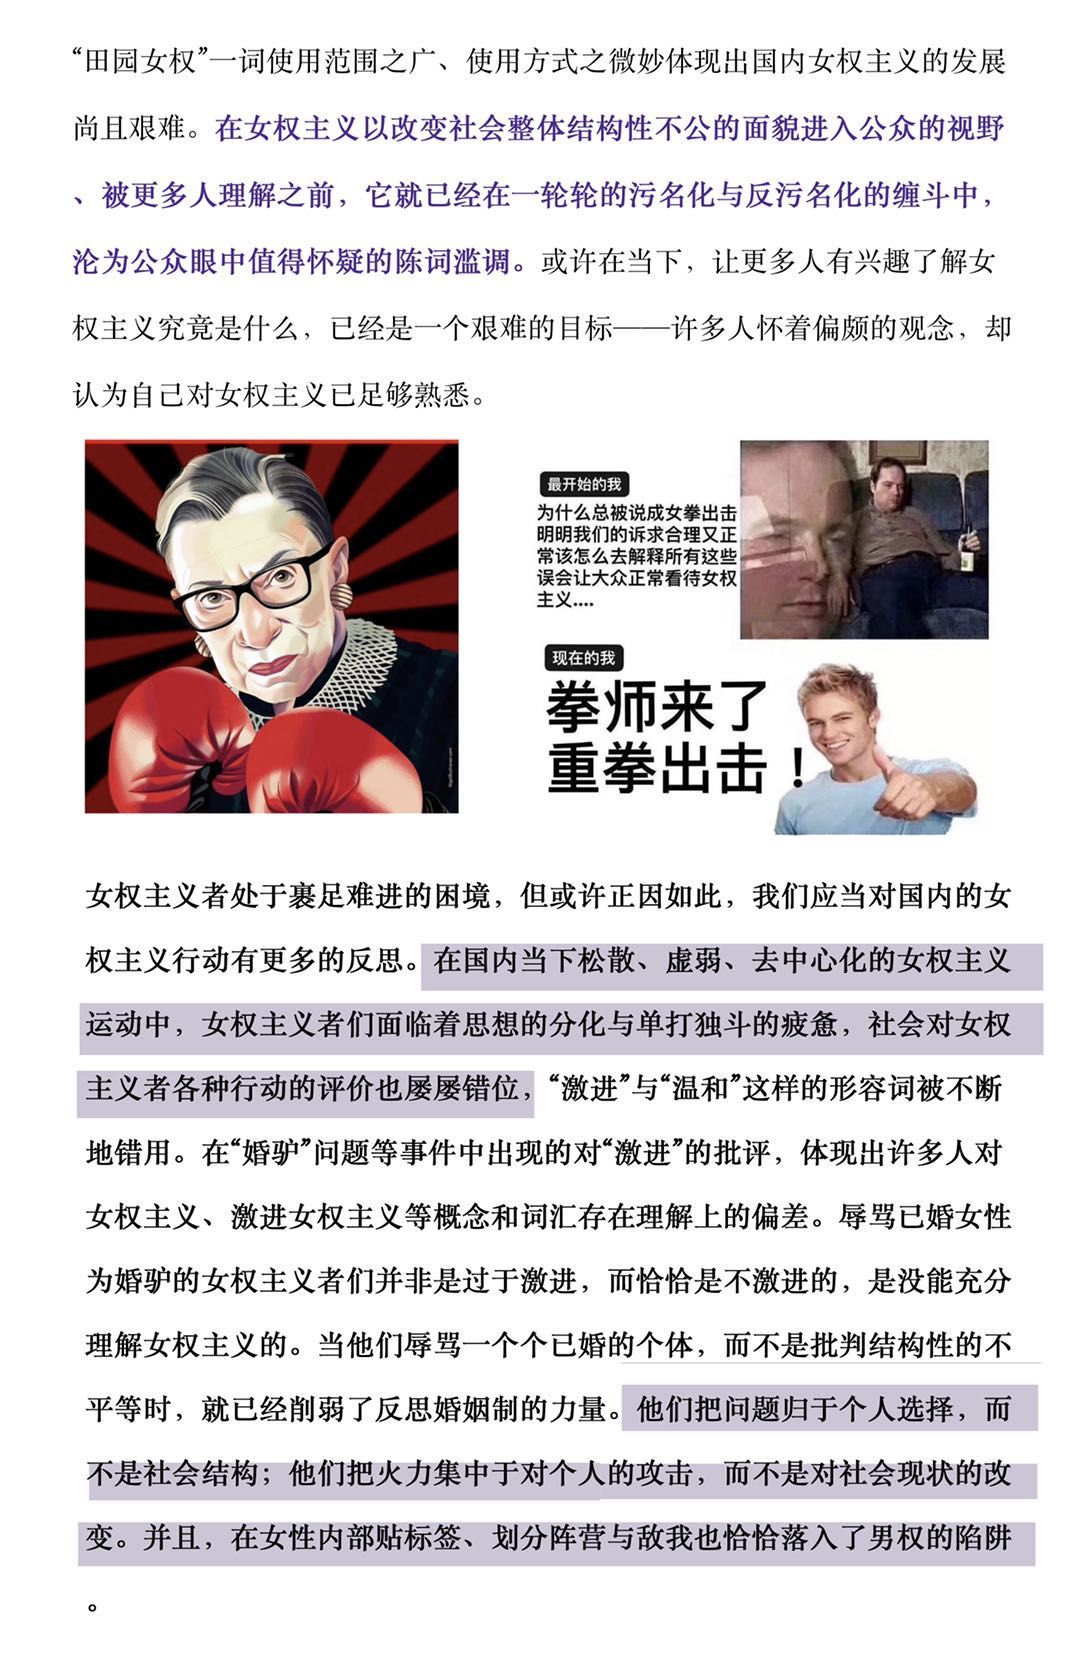 “田园女权”一词使用范围之广、使用方式之微妙体现出国内女权主义的发展
尚且艰难。在女权主义以改变社会整体结构性不公的面貌进入公众的视野
、被更多人理解之前，它就已经在一轮轮的污名化与反污名化的缠斗中，
沦为公众眼中值得怀疑的陈词滥调。或许在当下，让更多人有兴趣了解女
权主义究竟是什么，已经是一个艰难的目标——许多人怀着偏颇的观念，却
认为自己对女权主义已足够熟悉。
最开始的我
为什么总被说成女拳出击
明明我们的诉求合理又正
常该怎么去解释所有这些
误会让大众正常看待女权
主义....
现在的我
拳师来了
重拳出击！
女权主义者处于裹足难进的困境，但或许正因如此，我们应当对国内的女
权主义行动有更多的反思。在国内当下松散、虚弱、去中心化的女权主义
运动中，女权主义者们面临着思想的分化与单打独斗的疲惫，社会对女权
主义者各种行动的评价也屡屡错位，“激进”与“温和”这样的形容词被不断
地错用。在“婚驴”问题等事件中出现的对“激进”的批评，体现出许多人对
女权主义、激进女权主义等概念和词汇存在理解上的偏差。辱骂已婚女性
为婚驴的女权主义者们并非是过于激进，而恰恰是不激进的，是没能充分
理解女权主义的。当他们辱骂一个个已婚的个体，而不是批判结构性的不
平等时，就已经削弱了反思婚姻制的力量。他们把问题归于个人选择，而
不是社会结构；他们把火力集中于对个人的攻击，而不是对社会现状的改
变。并且，在女性内部贴标签、划分阵营与敌我也恰恰落入了男权的陷阱
。